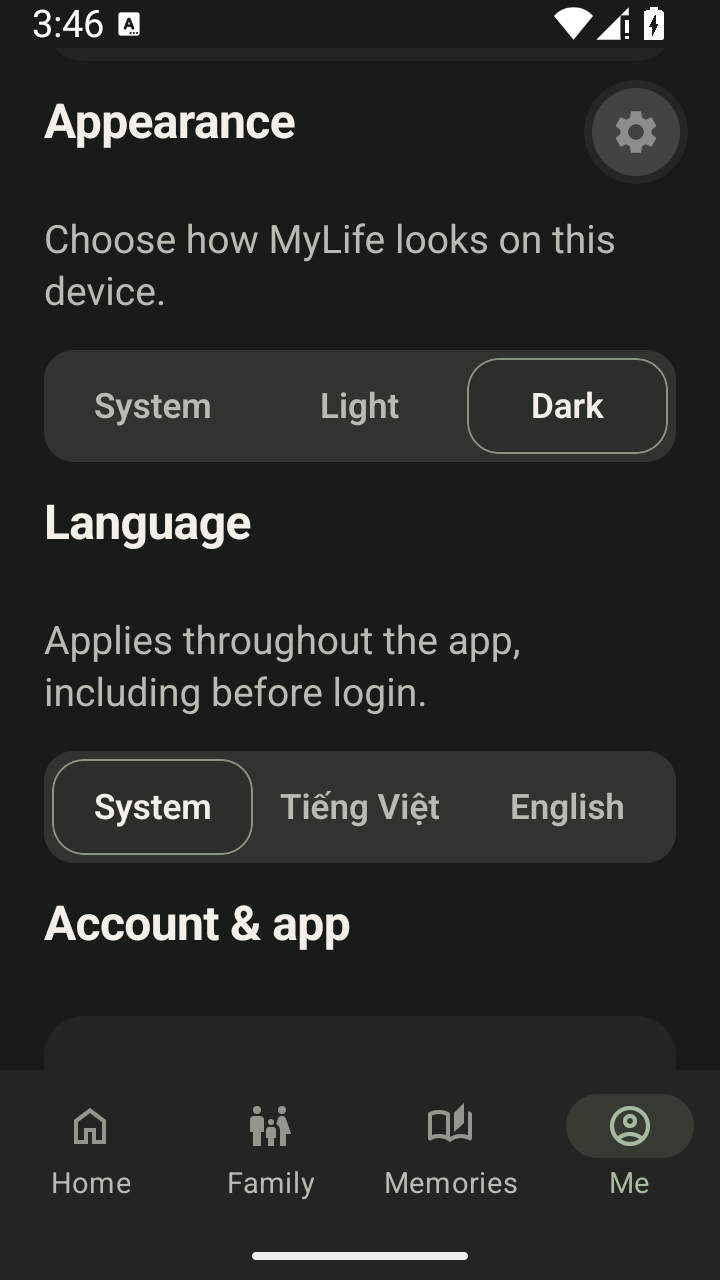 3:46
Appearance
Choose how MyLife looks on this
device.
System Light Dark
Language
Applies throughout the app,
including before login.
System Tiếng Việt English
Account & app
Home Family Memories Me